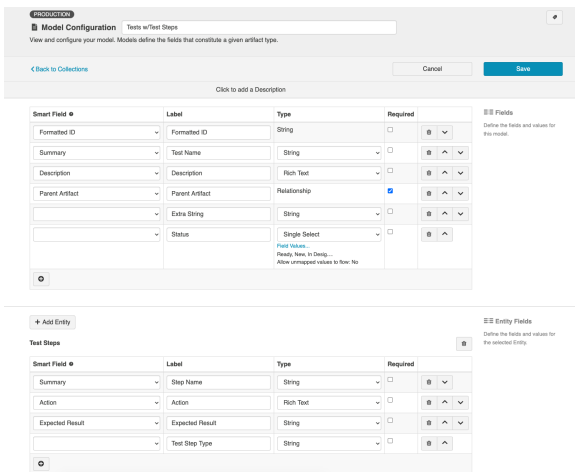 PRODUCTION
Model Configuration Tests w/Test Steps
View and configure your model. Models define the fields that constitute a given artifact type.
Back to Collections
Cancel
Save
Click to add a Description
Smart Field Label Type Required
Formatted ID Formatted ID String
Summary Test Name String
Description Description Rich Text
Parent Artifact Parent Artifact Relationship
Extra String String
Status Single Select
Field Values...
Ready, New, In Desig....
Allow unmapped values to flow: No
Fields
Define the fields and values for
this model.
+ Add Entity
Test Steps
Smart Field Label Type Required
Summary Step Name String
Action Action Rich Text
Expected Result Expected Result String
Test Step Type String
Entity Fields
Define the fields and values for
the selected Entity.